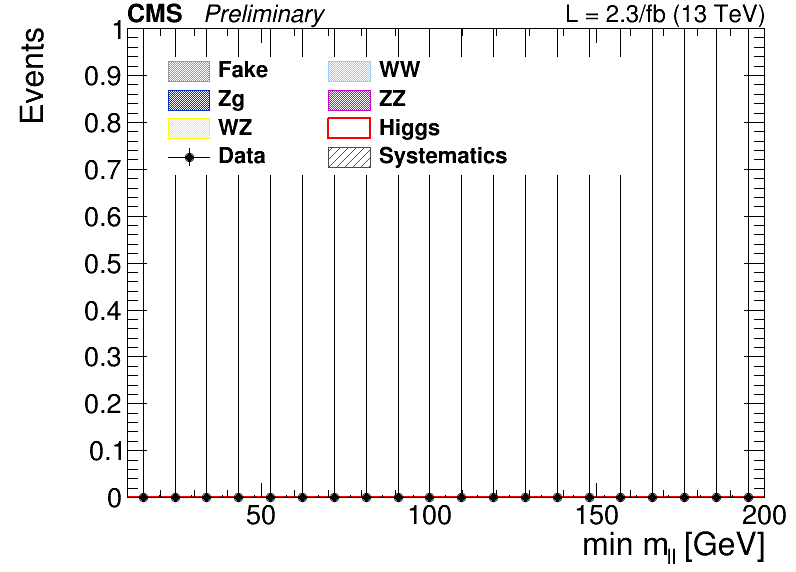 CMS Preliminary L = 2.3/fb (13 TeV)
Events
1
0.9
0.8
0.7
0.6
0.5
0.4
0.3
0.2
0.1
0
Fake WW
Zg ZZ
WZ Higgs
Data Systematics
50 100 150 200
min m_ll [GeV]